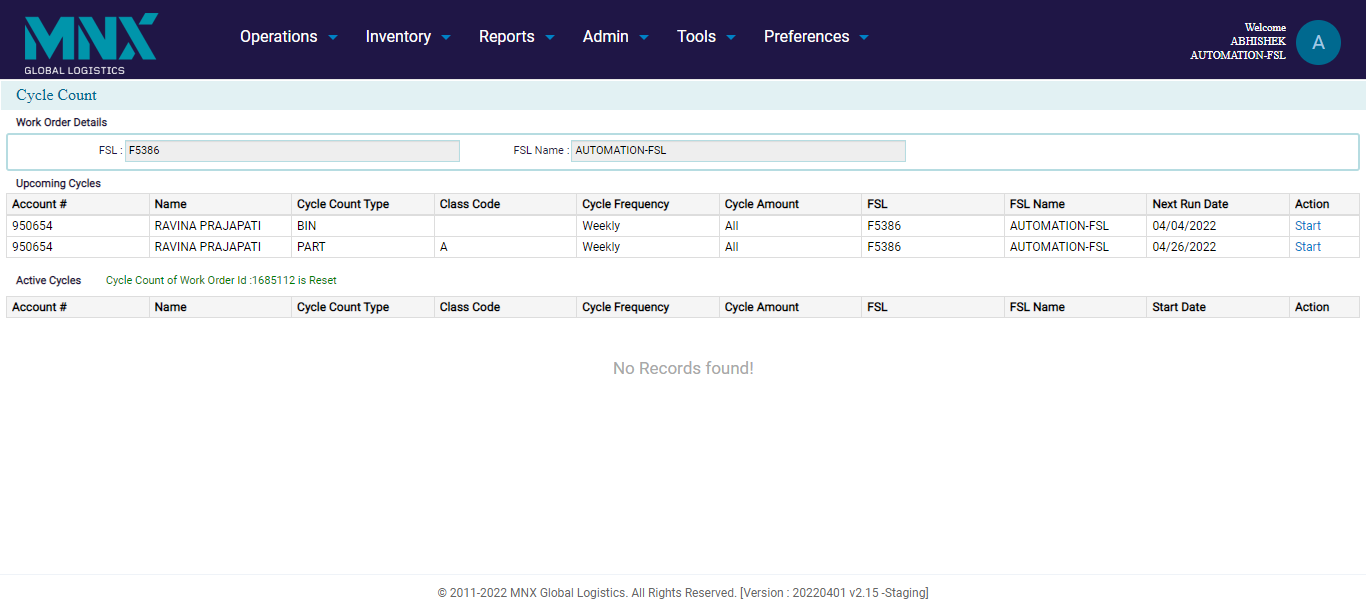 MNX
GLOBAL LOGISTICS
Operations Inventory Reports Admin Tools Preferences
Welcome
ABHISHEK
AUTOMATION-FSL
A
Cycle Count
Work Order Details
FSL : F5386 FSL Name : AUTOMATION-FSL
Upcoming Cycles
Account # Name Cycle Count Type Class Code Cycle Frequency Cycle Amount FSL FSL Name Next Run Date Action
950654 RAVINA PRAJAPATI BIN Weekly All F5386 AUTOMATION-FSL 04/04/2022 Start
950654 RAVINA PRAJAPATI PART A Weekly All F5386 AUTOMATION-FSL 04/26/2022 Start
Active Cycles Cycle Count of Work Order Id :1685112 is Reset
Account # Name Cycle Count Type Class Code Cycle Frequency Cycle Amount FSL FSL Name Start Date Action
No Records found!
© 2011-2022 MNX Global Logistics. All Rights Reserved. [Version : 20220401 v2.15 -Staging]